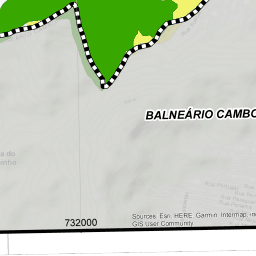 BALNEÁRIO CAMBO
Sources: Esri, HERE, Garmin, Intermap, in
GIS User Community
732000